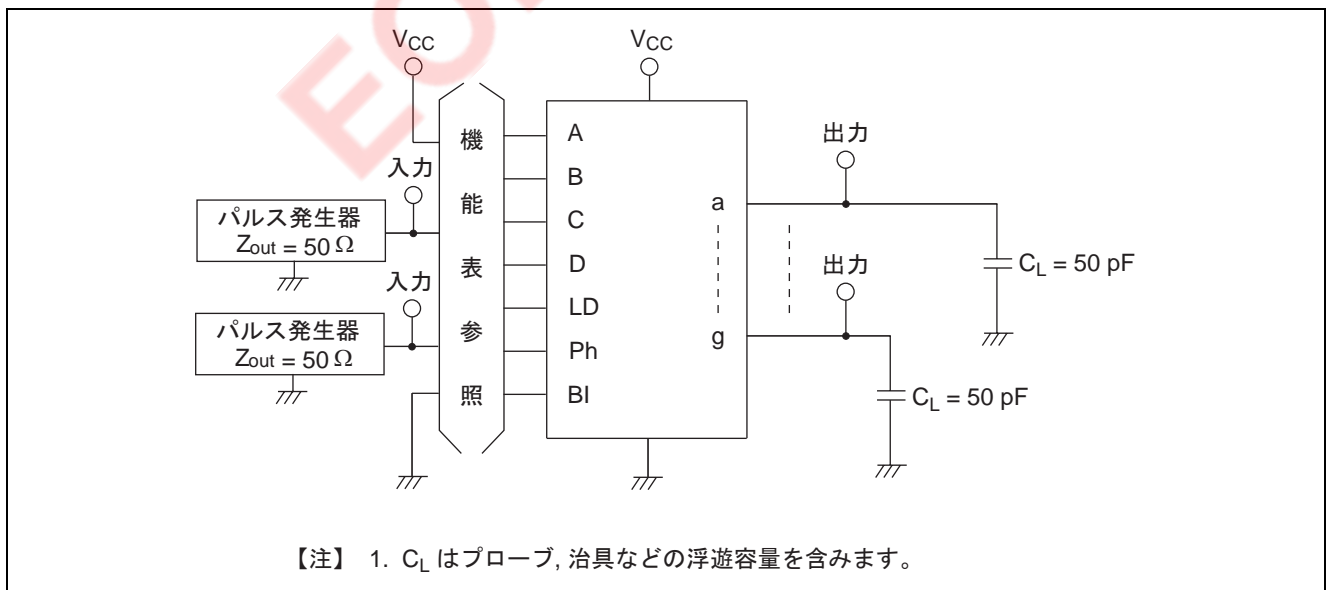 VCC
VCC
機
能
表
参
照
入力
入力
パルス発生器
Zout = 50 Ω
パルス発生器
Zout = 50 Ω
A
B
C
D
LD
Ph
BI
a
g
出力
出力
CL = 50 pF
CL = 50 pF
【注】 1. CL はプローブ, 治具などの浮遊容量を含みます。